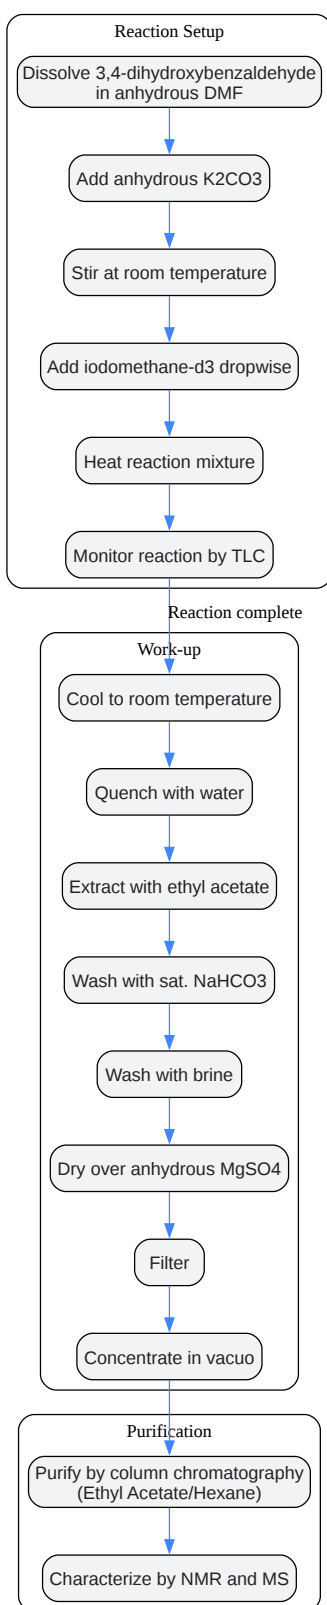 Reaction Setup
Dissolve 3,4-dihydroxybenzaldehyde
in anhydrous DMF
Add anhydrous K2CO3
Stir at room temperature
Add iodomethane-d3 dropwise
Heat reaction mixture
Monitor reaction by TLC
Reaction complete
Work-up
Cool to room temperature
Quench with water
Extract with ethyl acetate
Wash with sat. NaHCO3
Wash with brine
Dry over anhydrous MgSO4
Filter
Concentrate in vacuo
Purification
Purify by column chromatography
(Ethyl Acetate/Hexane)
Characterize by NMR and MS